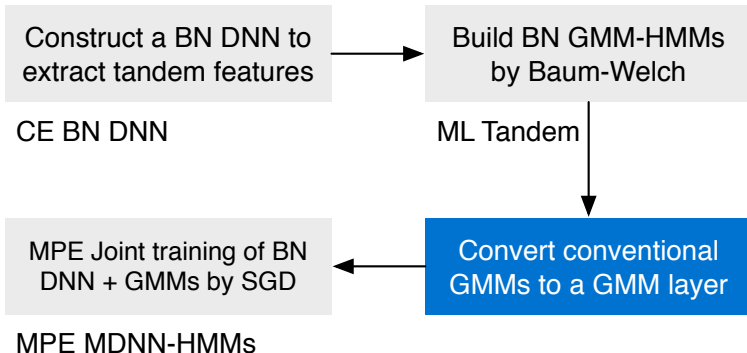 Construct a BN DNN to
extract tandem features
CE BN DNN
Build BN GMM-HMMs
by Baum-Welch
ML Tandem
Convert conventional
GMMs to a GMM layer
MPE Joint training of BN
DNN + GMMs by SGD
MPE MDNN-HMMs